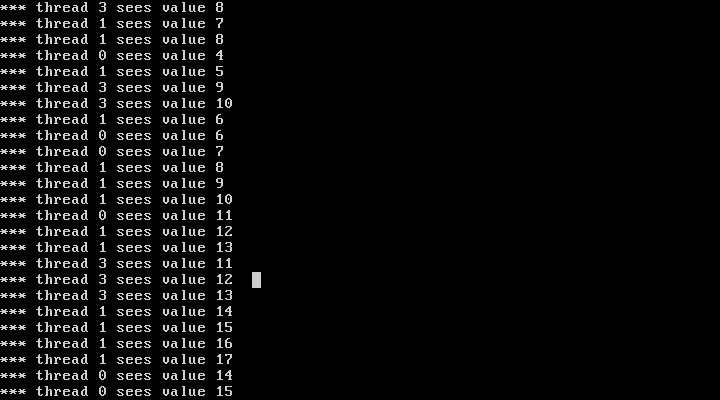 *** thread 3 sees value 8
*** thread 1 sees value 7
*** thread 1 sees value 8
*** thread 0 sees value 4
*** thread 1 sees value 5
*** thread 3 sees value 9
*** thread 3 sees value 10
*** thread 1 sees value 6
*** thread 0 sees value 6
*** thread 0 sees value 7
*** thread 1 sees value 8
*** thread 1 sees value 9
*** thread 1 sees value 10
*** thread 0 sees value 11
*** thread 1 sees value 12
*** thread 1 sees value 13
*** thread 3 sees value 11
*** thread 3 sees value 12
*** thread 3 sees value 13
*** thread 1 sees value 14
*** thread 1 sees value 15
*** thread 1 sees value 16
*** thread 1 sees value 17
*** thread 0 sees value 14
*** thread 0 sees value 15